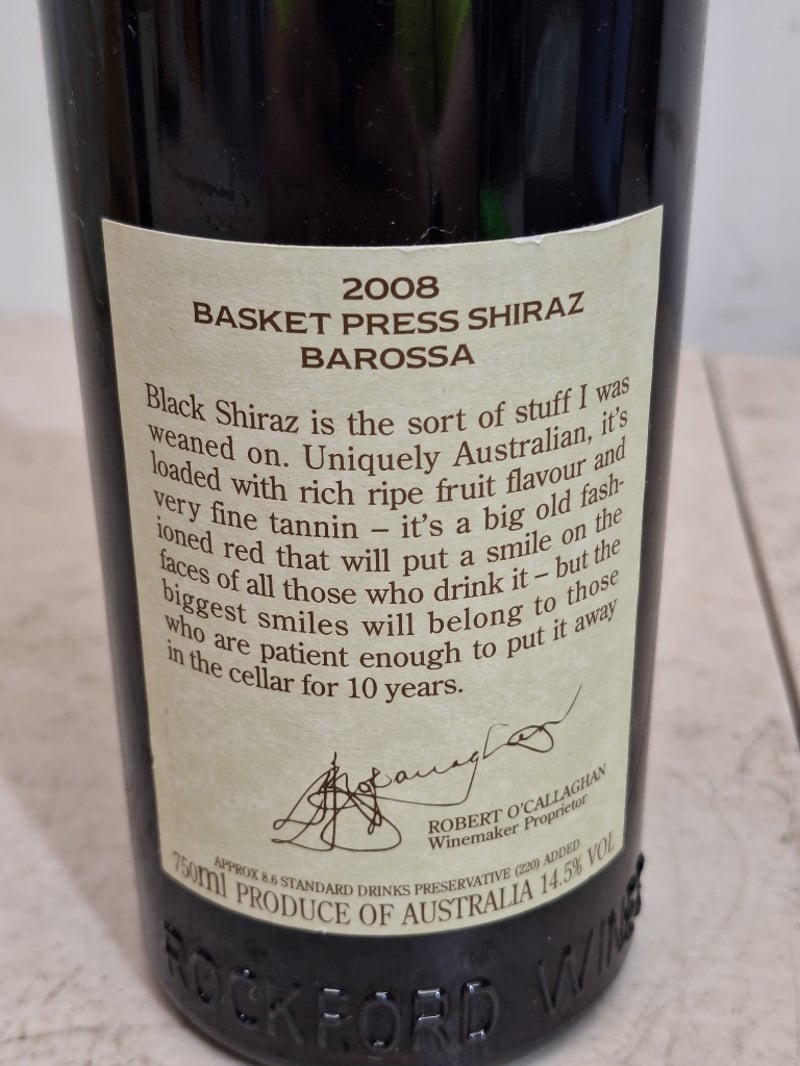 2008
BASKET PRESS SHIRAZ
BAROSSA
Black Shiraz is the sort of stuff I was
weaned on. Uniquely Australian, it's
loaded with rich ripe fruit flavour and
very fine tannin – it's a big old fash-
ioned red that will put a smile on the
faces of all those who drink it – but the
biggest smiles will belong to those
who are patient enough to put it away
in the cellar for 10 years.
ROBERT O'CALLAGHAN
Winemaker Proprietor
APPROX 8.6 STANDARD DRINKS PRESERVATIVE (220) ADDED
750ml PRODUCE OF AUSTRALIA 14.5% VOL
ROCKFORD WINES